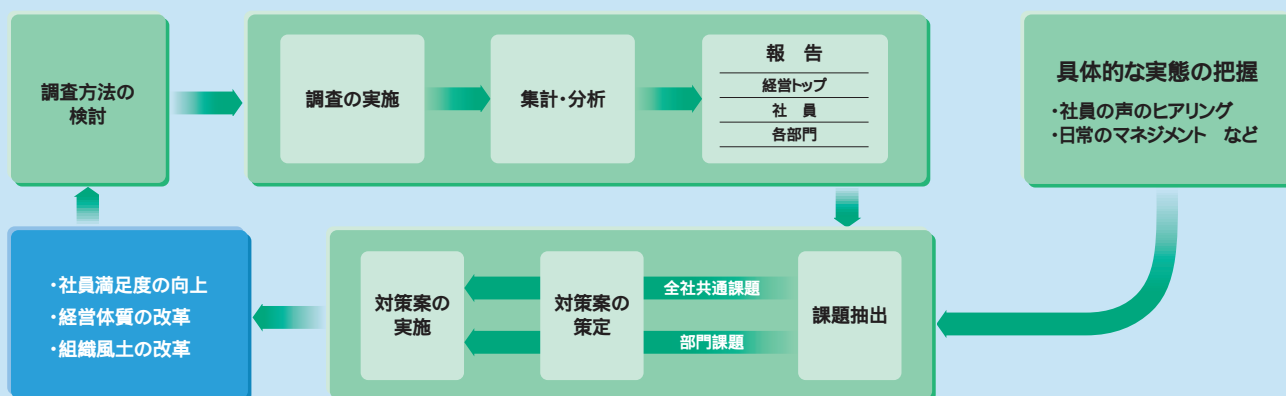 調査方法の
検討
調査の実施
集計・分析
報　告
経営トップ
社　員
各部門
具体的な実態の把握
・社員の声のヒアリング
・日常のマネジメント　など
・社員満足度の向上
・経営体質の改革
・組織風土の改革
対策案の
実施
対策案の
策定
全社共通課題
部門課題
課題抽出